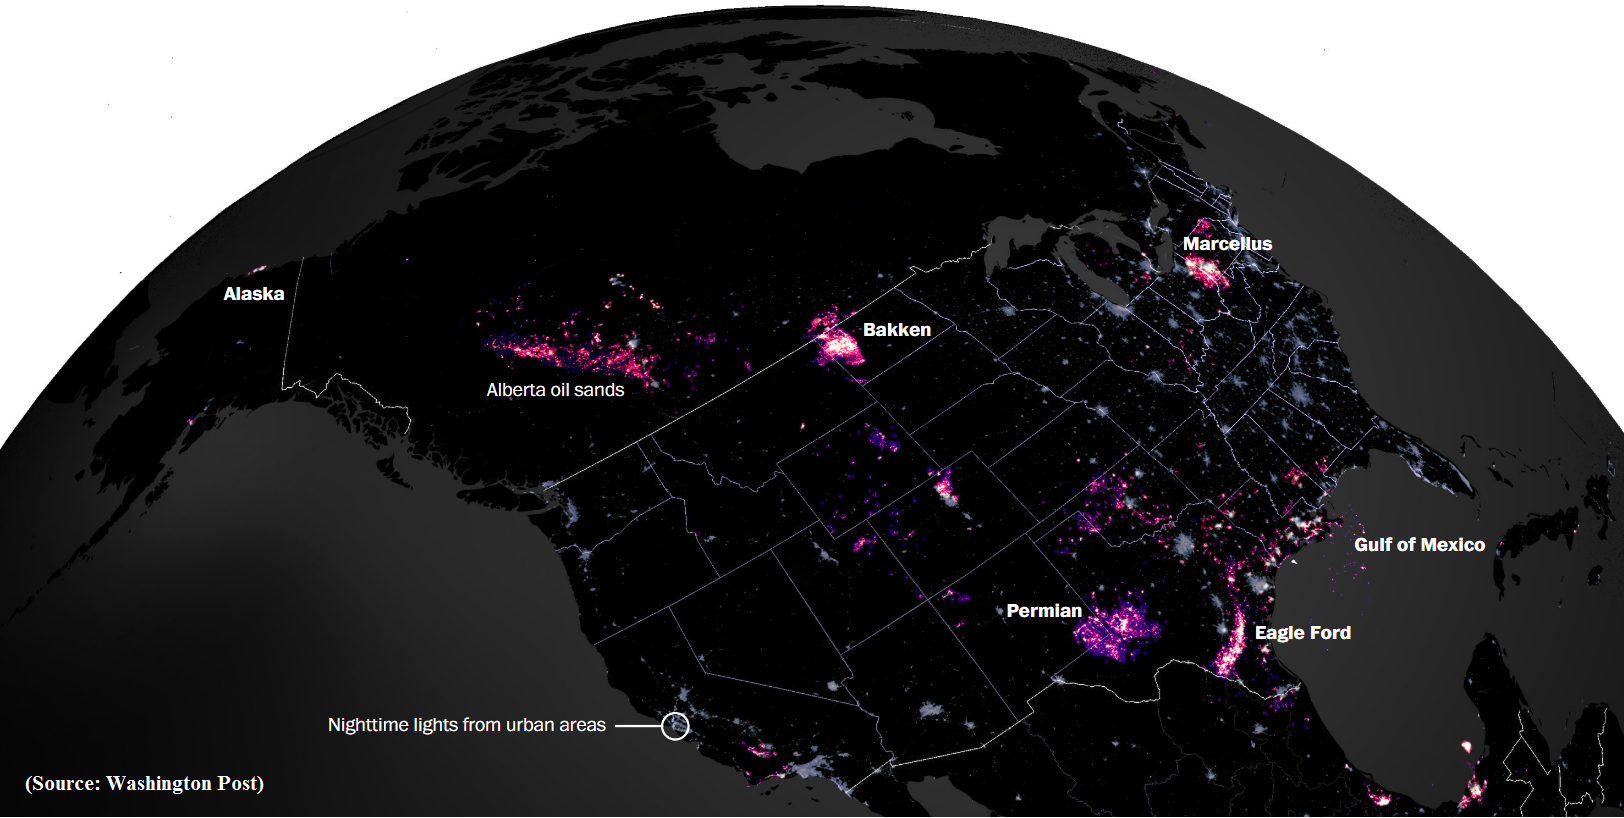 Marcellus
Alaska
Bakken
Alberta oil sands
Gulf of Mexico
Permian
Eagle Ford
Nighttime lights from urban areas
(Source: Washington Post)